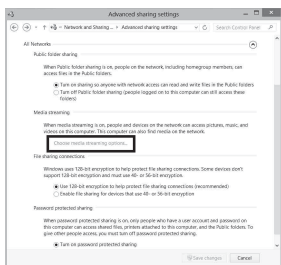 Advanced sharing settings
Network and Sharing ... Advanced sharing settings
Search Control Panel
All Networks
Public folder sharing
When Public folder sharing is on, people on the network, including homegroup members, can
access files in the Public folders.
Turn on sharing so anyone with network access can read and write files in the Public folders
Turn off Public folder sharing (people logged on to this computer can still access these
folders)
Media streaming
When media streaming is on, people and devices on the network can access pictures, music, and
videos on this computer. This computer can also find media on the network.
Choose media streaming options...
File sharing connections
Windows uses 128-bit encryption to help protect file sharing connections. Some devices don't
support 128-bit encryption and must use 40- or 56-bit encryption.
Use 128-bit encryption to help protect file sharing connections (recommended)
Enable file sharing for devices that use 40- or 56-bit encryption
Password protected sharing
When password protected sharing is on, only people who have a user account and password on
this computer can access shared files, printers attached to this computer, and the Public folders. To
give other people access, you must turn off password protected sharing.
Turn on password protected sharing
Save changes
Cancel